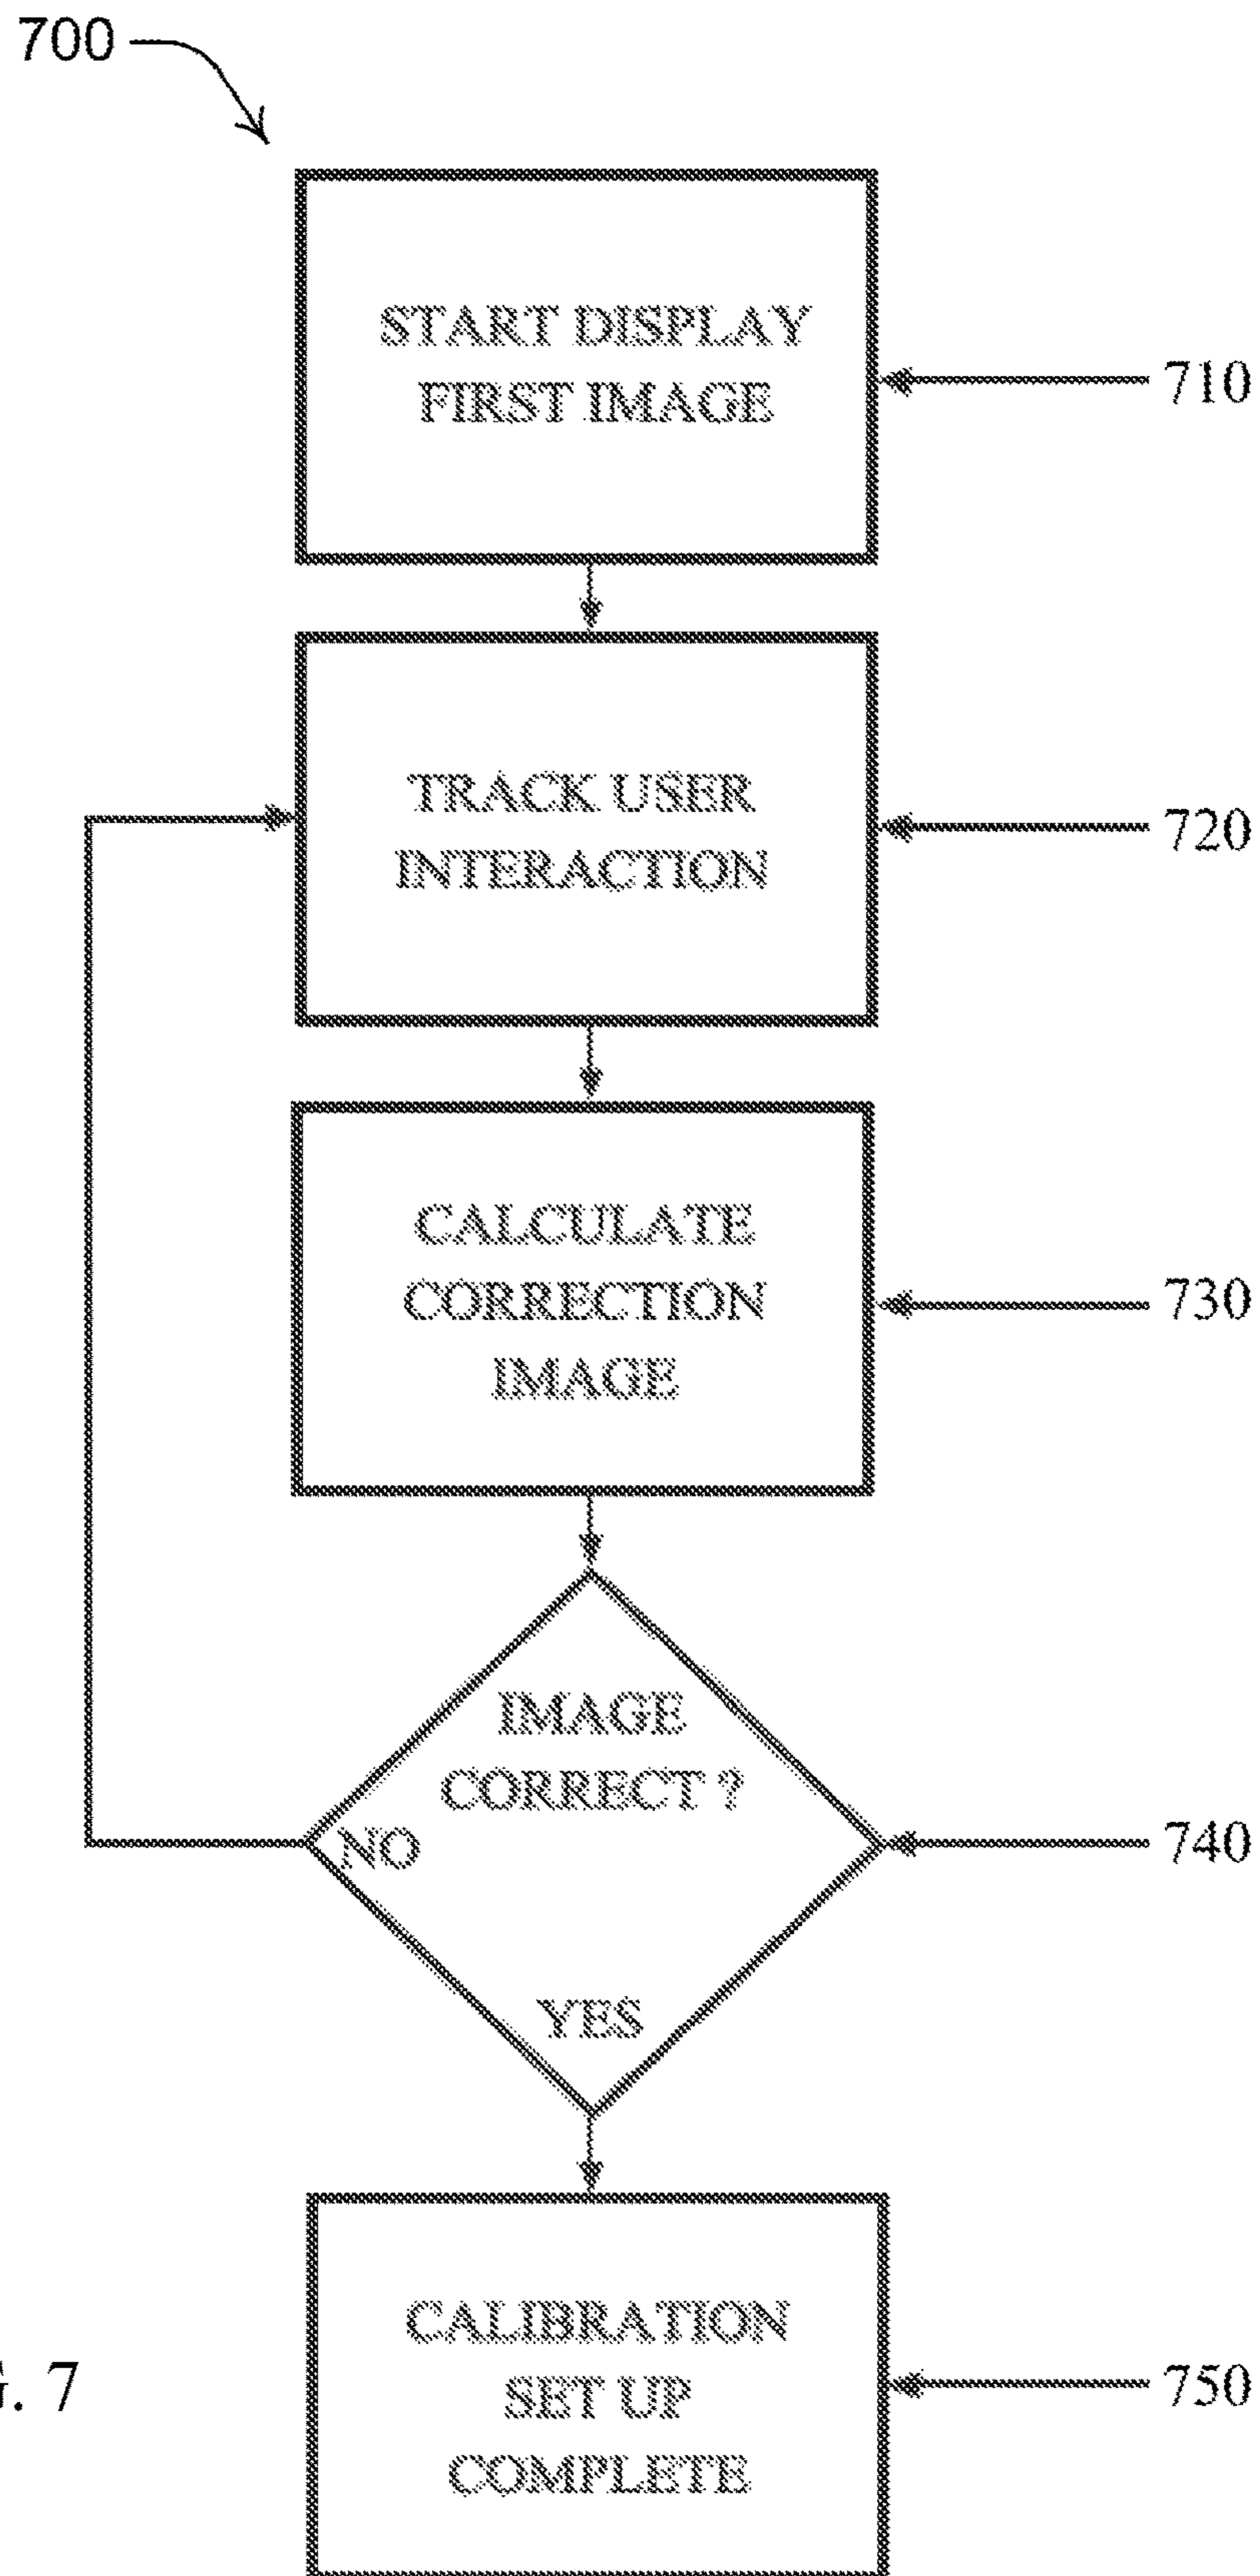 700
START DISPLAY
FIRST IMAGE
710
TRACK USER
INTERACTION
720
CALCULATE
CORRECTION
IMAGE
730
IMAGE
CORRECT ?
NO
740
YES
CALIBRATION
SET UP
COMPLETE
750
G. 7